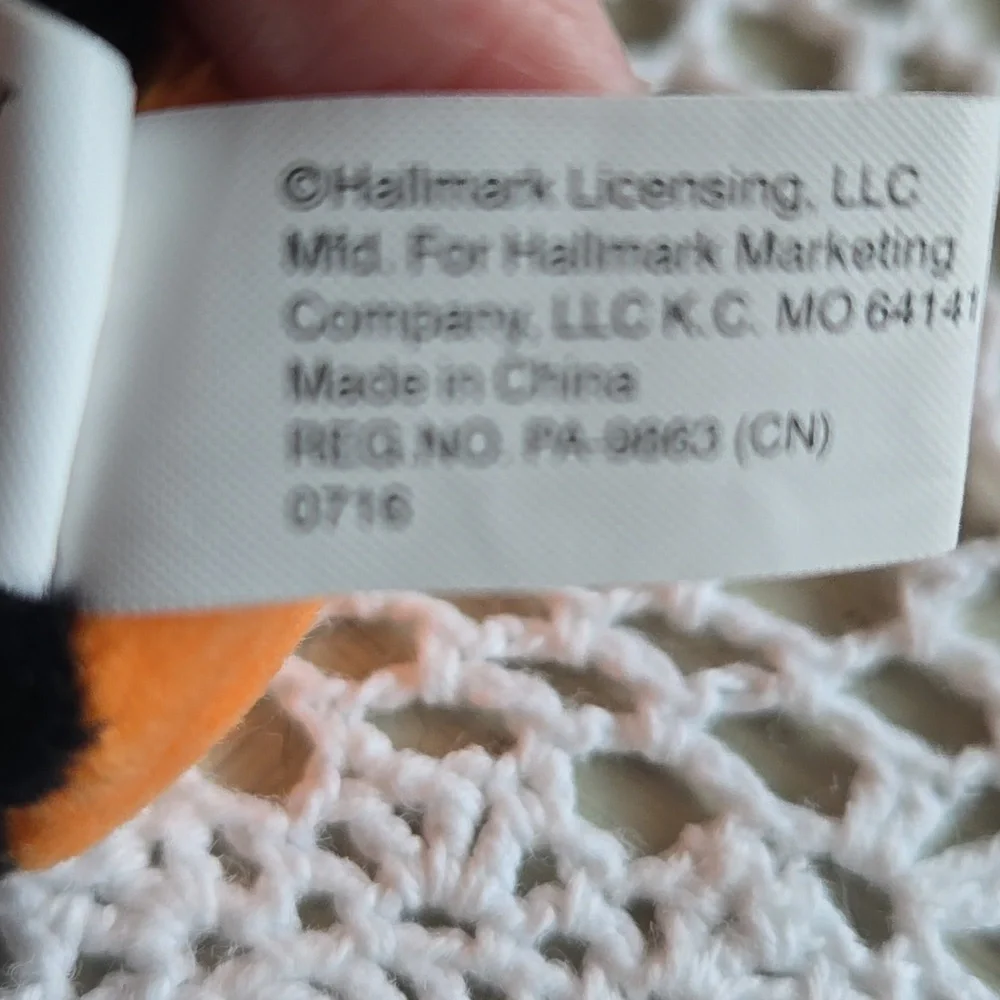 ©Hallmark Licensing, LLC
Mfd. For Hallmark Marketing
Company, LLC K.C. MO 64141
Made in China
REG.NO. PA-9863 (CN)
0716